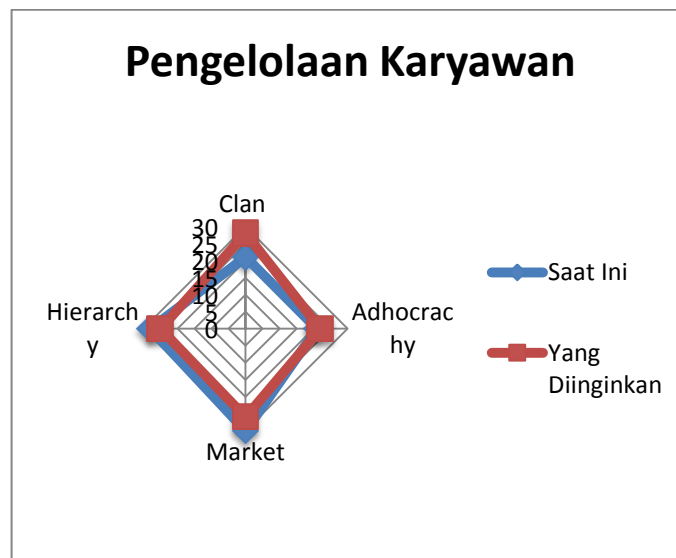 Pengelolaan Karyawan
Clan
30
25
20
15
10
5
0
Hierarch
y
Adhocrac
hy
Market
Saat Ini
Yang
Diinginkan